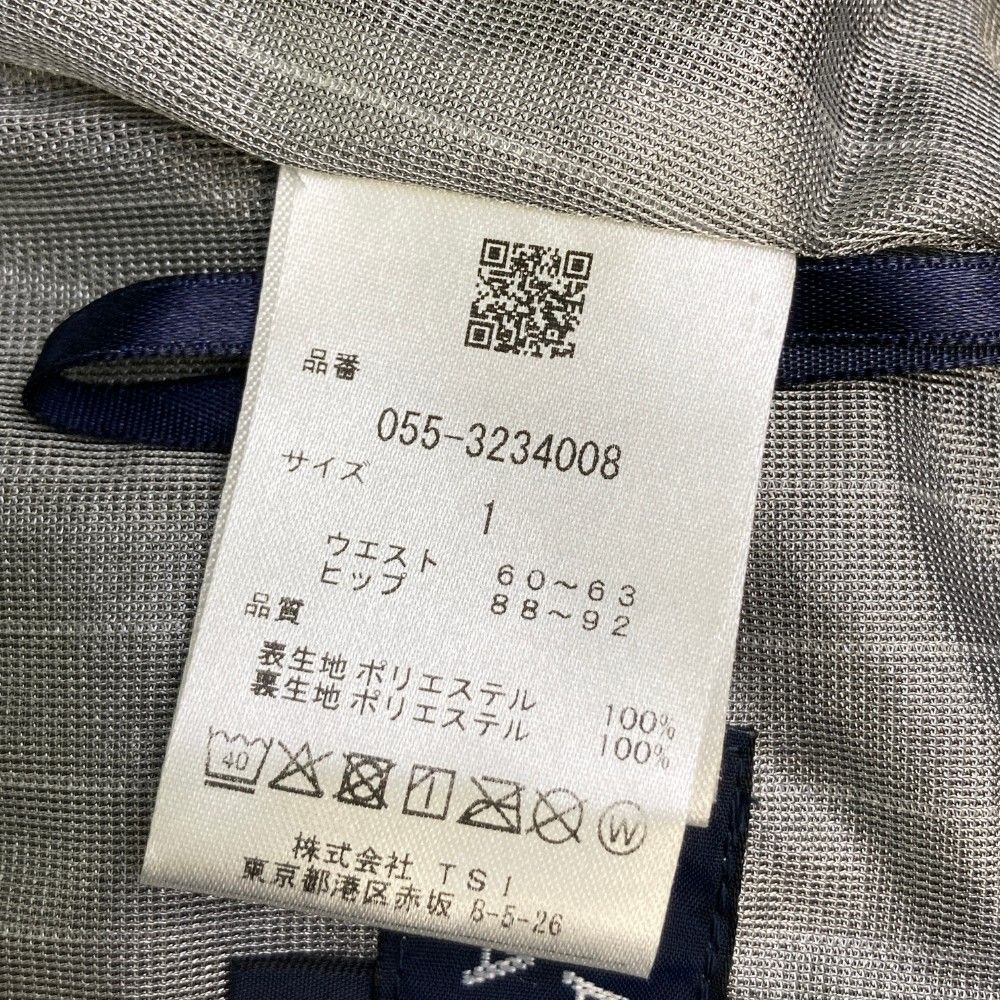 品番
055-3234008
サイズ
1
ウエスト 60～63
ヒップ 88～92
品質
表生地 ポリエステル 100%
裏生地 ポリエステル 100%
40
W
株式会社 TSI
東京都港区赤坂 8-5-26